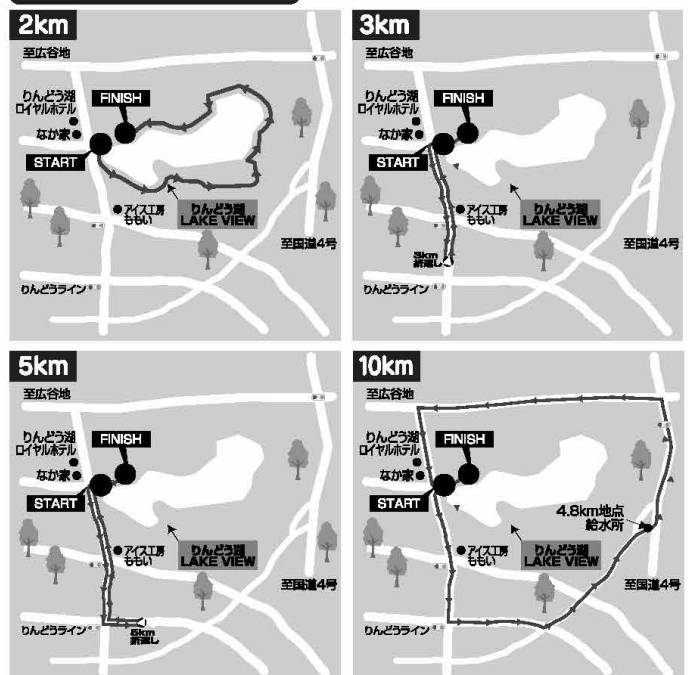 2km
至広谷地
りんどう湖
ロイヤルホテル
なか家
FINISH
START
アイス工房
ももい
りんどう湖
LAKE VIEW
至国道4号
りんどうライン
3km
至広谷地
りんどう湖
ロイヤルホテル
なか家
FINISH
START
アイス工房
ももい
りんどう湖
LAKE VIEW
至国道4号
3km
折返し
りんどうライン
5km
至広谷地
りんどう湖
ロイヤルホテル
なか家
FINISH
START
アイス工房
ももい
りんどう湖
LAKE VIEW
至国道4号
りんどうライン
5km
折返し
10km
至広谷地
りんどう湖
ロイヤルホテル
なか家
FINISH
START
4.8km地点
給水所
アイス工房
ももい
りんどう湖
LAKE VIEW
至国道4号
りんどうライン